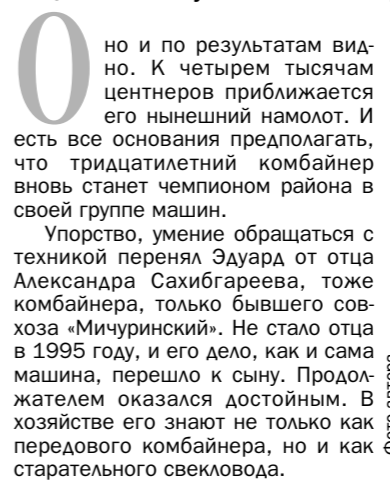 Оно и по результатам вид-
но. К четырем тысячам
центнеров приближается
его нынешний намолот. И
есть все основания предполагать,
что тридцатилетний комбайнер
вновь станет чемпионом района в
своей группе машин.
Упорство, умение обращаться с
техникой перенял Эдуард от отца
Александра Сахибгареева, тоже
комбайнера, только бывшего сов-
хоза «Мичуринский». Не стало отца
в 1995 году, и его дело, как и сама
машина, перешло к сыну. Продол-
жателем оказался достойным. В
хозяйстве его знают не только как
передового комбайнера, но и как
старательного свекловода.
Фото автора